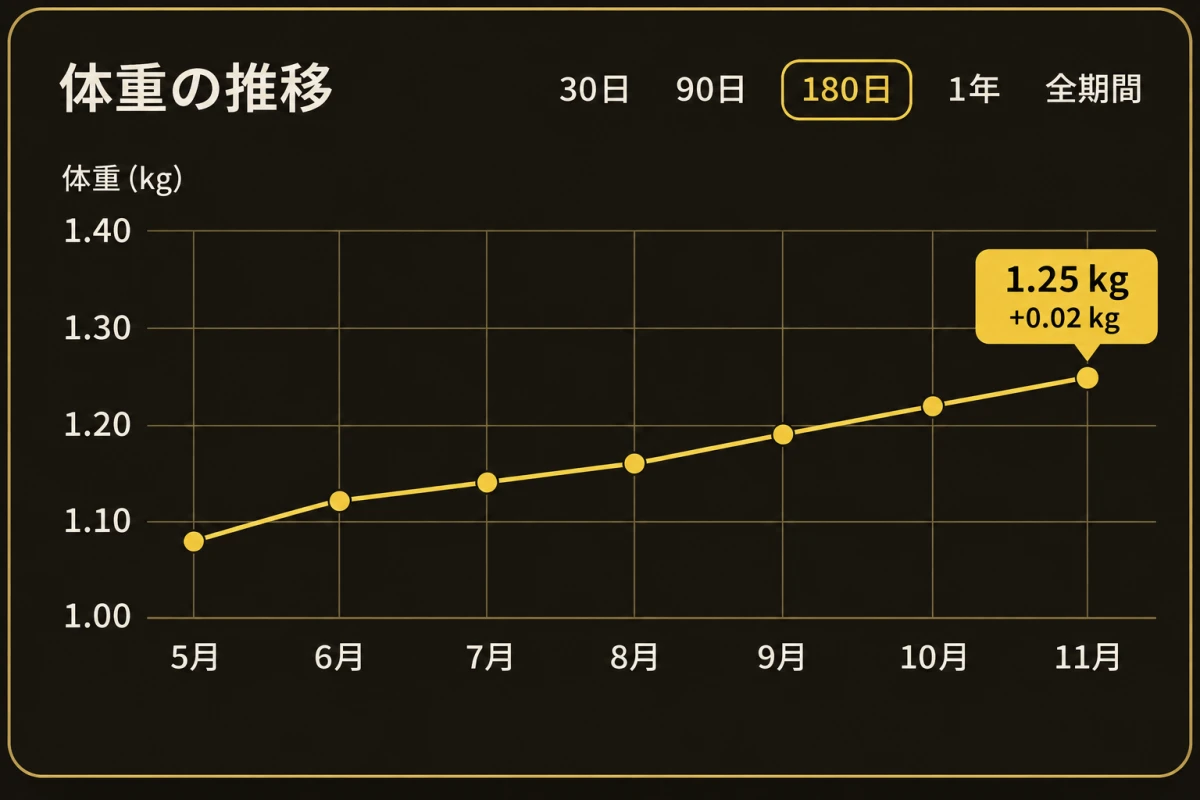 体重の推移
30日 90日 180日 1年 全期間
体重 (kg)
1.40
1.25 kg
+0.02 kg
1.30
1.20
1.10
1.00
5月 6月 7月 8月 9月 10月 11月